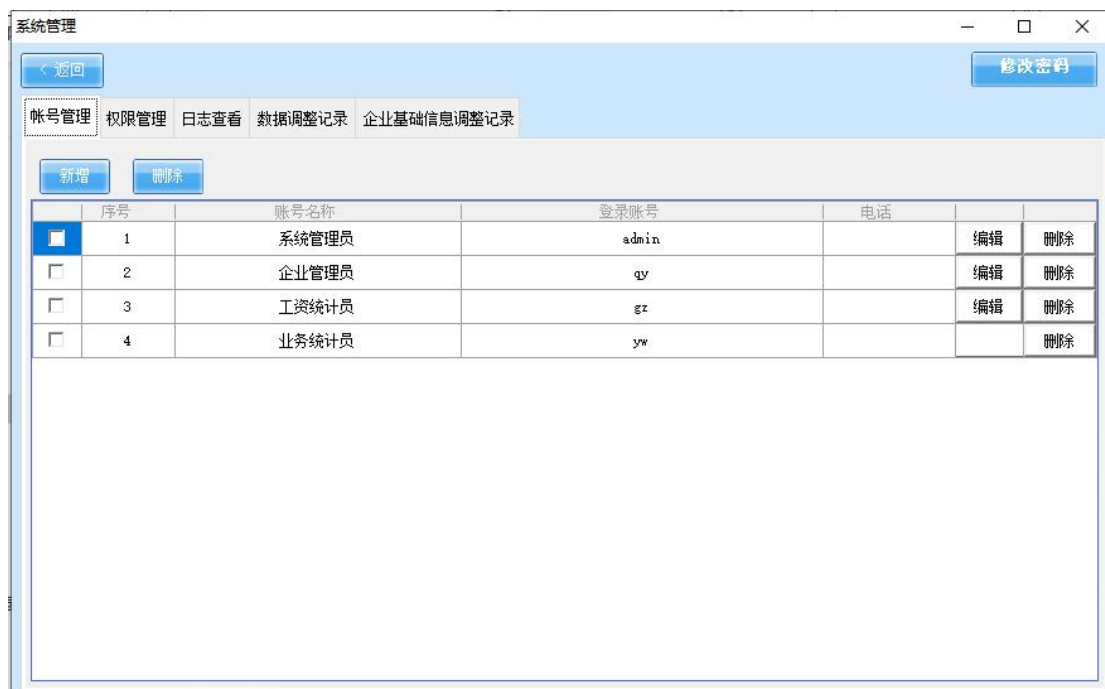 系统管理
< 返回 修改密码
帐号管理 权限管理 日志查看 数据调整记录 企业基础信息调整记录
新增 删除
序号 账号名称 登录账号 电话
1 系统管理员 admin 编辑 删除
2 企业管理员 qy 编辑 删除
3 工资统计员 gz 编辑 删除
4 业务统计员 yw 删除